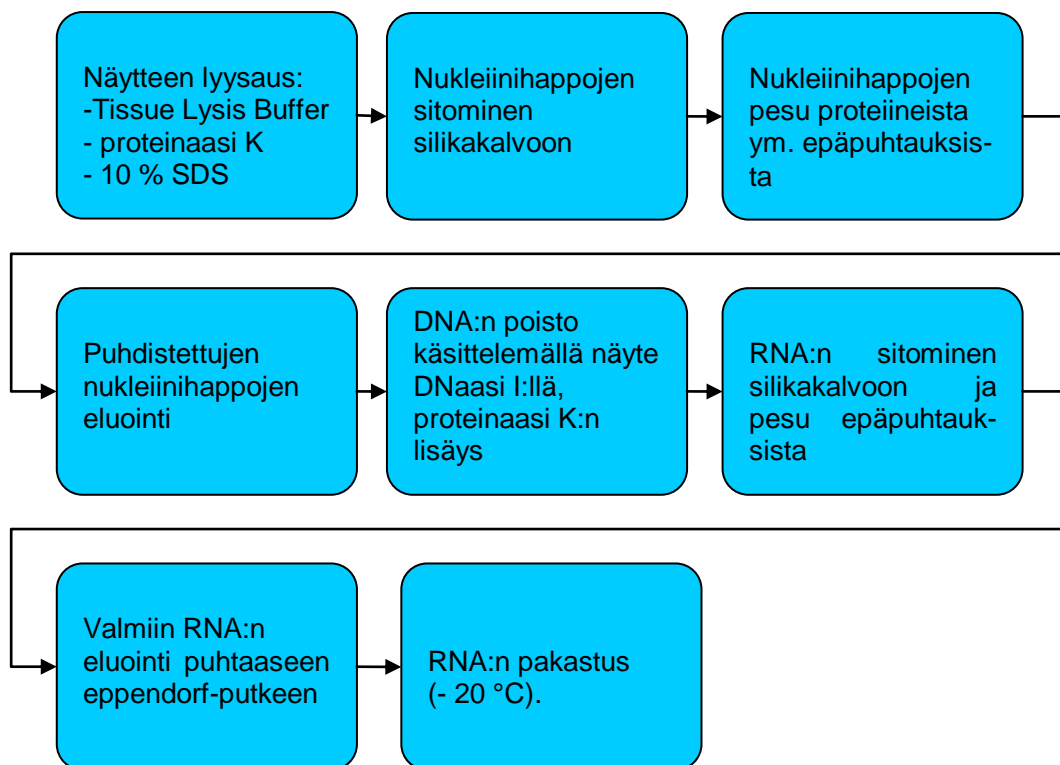 Näytteen lyysaus:
-Tissue Lysis Buffer
- proteinaasi K
- 10 % SDS
Nukleiinihappojen
sitominen
silikakalvoon
Nukleiinihappojen
pesu proteiineista
ym. epäpuhtauksis-
ta
Puhdistettujen
nukleiinihappojen
eluointi
DNA:n poisto
käsittelemällä näyte
DNaasi I:llä,
proteinaasi K:n
lisäys
RNA:n sitominen
silikakalvoon ja
pesu epäpuhtauk-
sista
Valmiin RNA:n
eluointi puhtaaseen
eppendorf-putkeen
RNA:n pakastus
(- 20 °C).